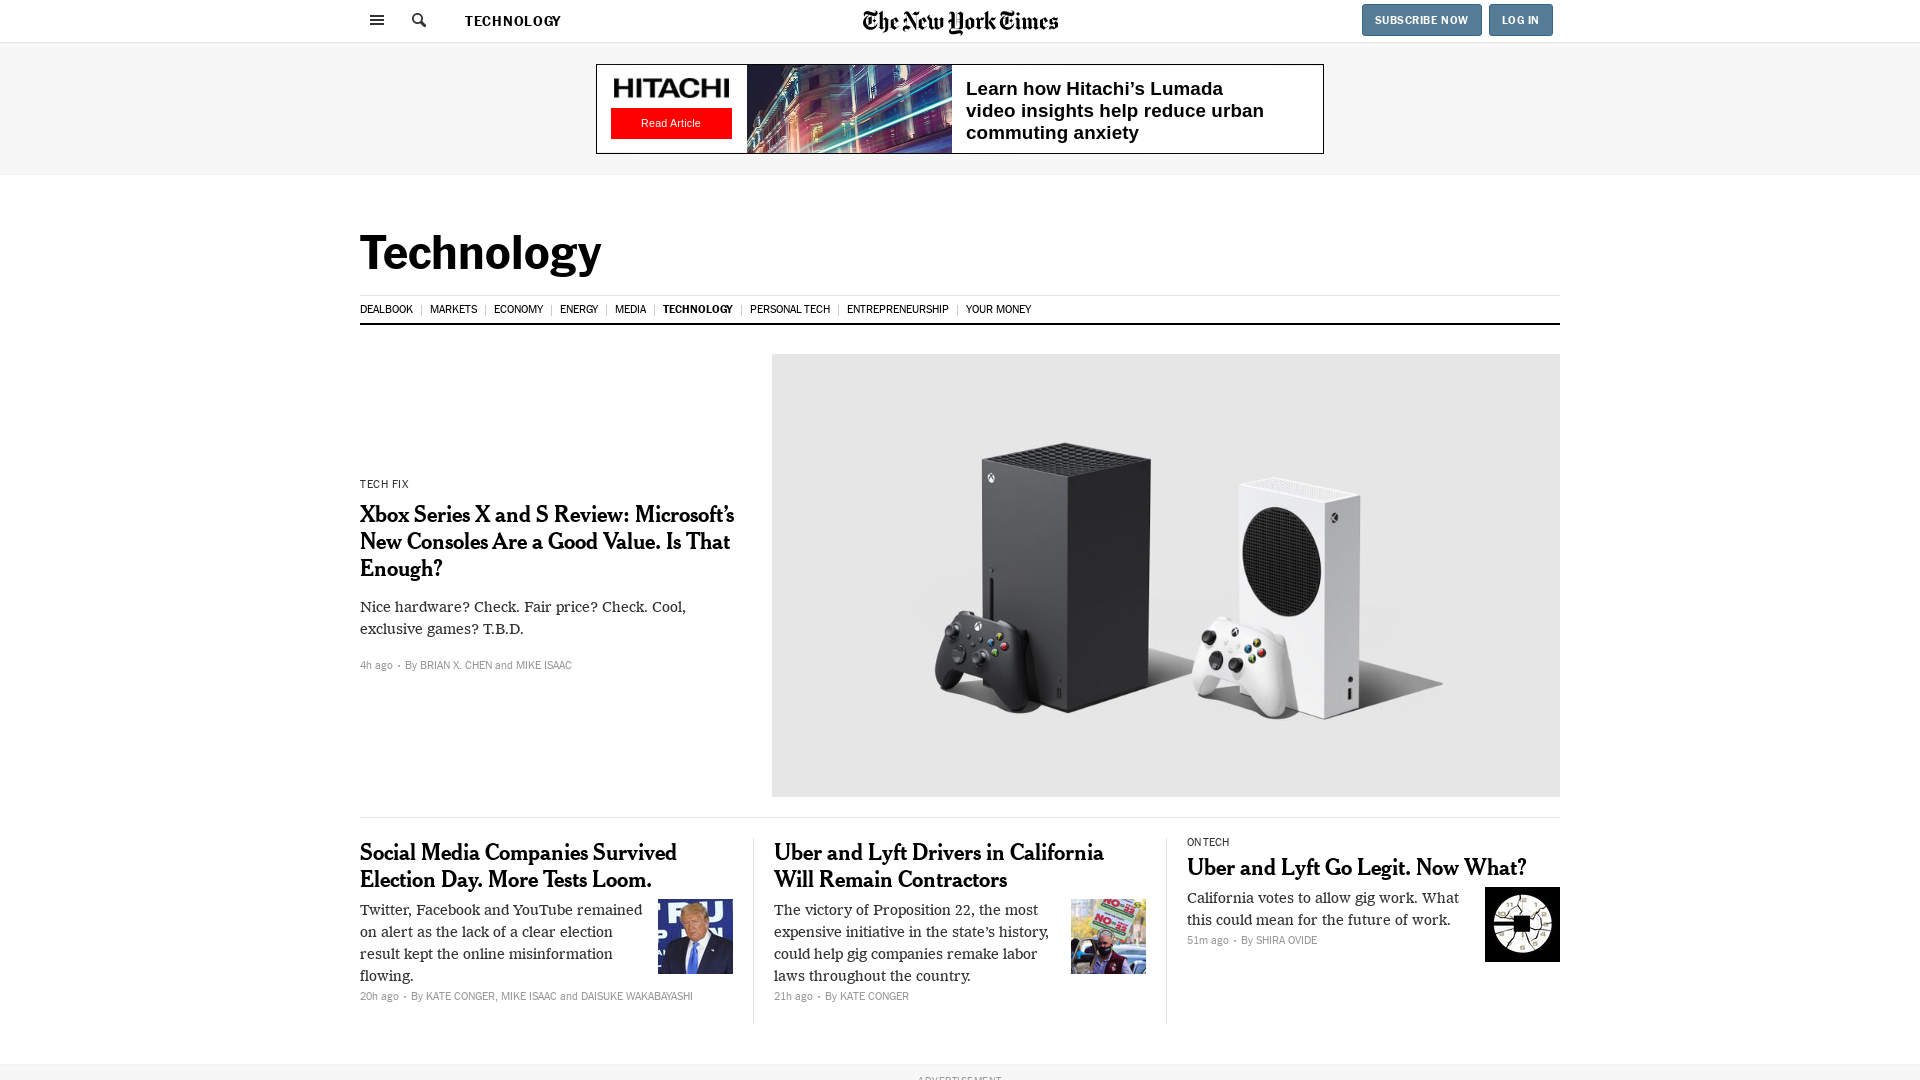 TECHNOLOGY
The New York Times
SUBSCRIBE NOW
LOG IN
HITACHI
Read Article
Learn how Hitachi's Lumada
video insights help reduce urban
commuting anxiety
Technology
DEALBOOK MARKETS ECONOMY ENERGY MEDIA TECHNOLOGY PERSONAL TECH ENTREPRENEURSHIP YOUR MONEY
TECH FIX
Xbox Series X and S Review: Microsoft's
New Consoles Are a Good Value. Is That
Enough?
Nice hardware? Check. Fair price? Check. Cool,
exclusive games? T.B.D.
4h ago • By BRIAN X. CHEN and MIKE ISAAC
Social Media Companies Survived
Election Day. More Tests Loom.
Twitter, Facebook and YouTube remained
on alert as the lack of a clear election
result kept the online misinformation
flowing.
20h ago • By KATE CONGER, MIKE ISAAC and DAISUKE WAKABAYASHI
Uber and Lyft Drivers in California
Will Remain Contractors
The victory of Proposition 22, the most
expensive initiative in the state's history,
could help gig companies remake labor
laws throughout the country.
21h ago • By KATE CONGER
ON TECH
Uber and Lyft Go Legit. Now What?
California votes to allow gig work. What
this could mean for the future of work.
51m ago • By SHIRA OVIDE
ADVERTISEMENT